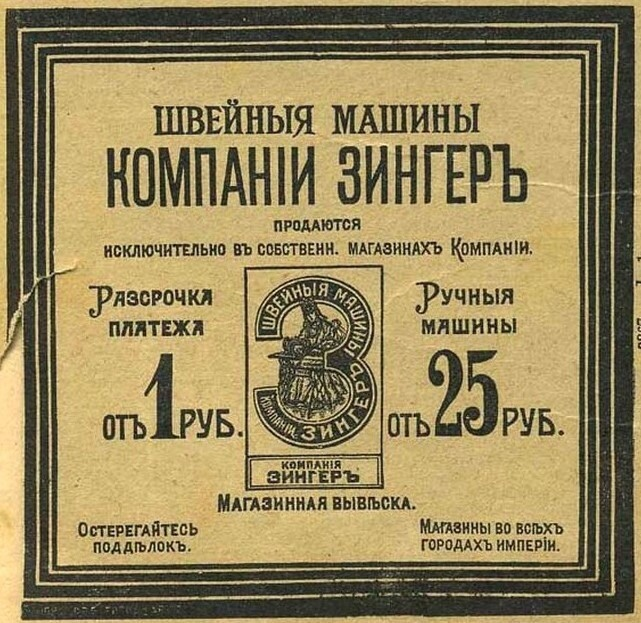 ШВЕЙНЫЯ МАШИНЫ
КОМПАНІИ ЗИНГЕРЪ
ПРОДАЮТСЯ
ИСКЛЮЧИТЕЛЬНО ВЪ СОБСТВЕНН. МАГАЗИНАХЪ КОМПАНІИ.
РАЗСРОЧКА
ПЛАТЕЖА
ОТЪ 1 РУБ.
ШВЕЙНЫЯ МАШИНЫ
КОМПАНІИ ЗИНГЕРЪ
КОМПАНІЯ
ЗИНГЕРЪ
РУЧНЫЯ
МАШИНЫ
ОТЪ 25 РУБ.
МАГАЗИННАЯ ВЫВѢСКА.
ОСТЕРЕГАЙТЕСЬ
ПОДДѢЛОКЪ.
МАГАЗИНЫ ВО ВСѢХЪ
ГОРОДАХЪ ИМПЕРІИ.